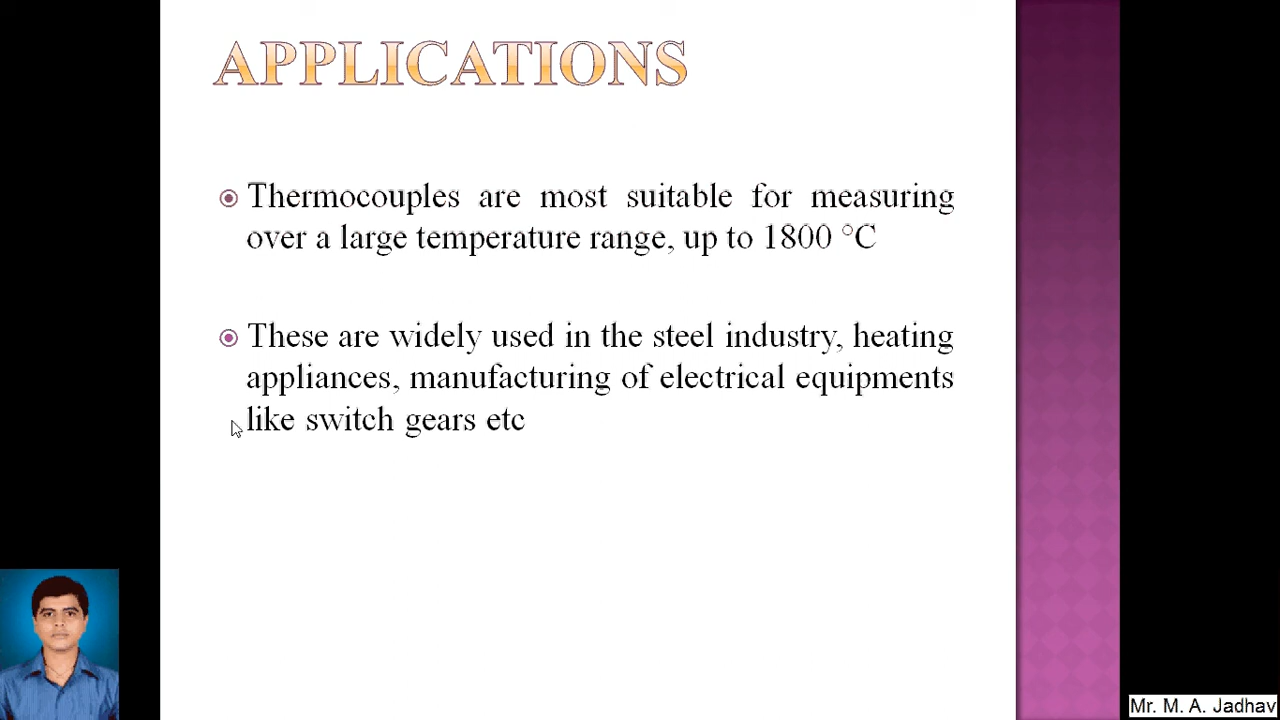 APPLICATIONS
Thermocouples are most suitable for measuring
over a large temperature range, up to 1800 °C
These are widely used in the steel industry, heating
appliances, manufacturing of electrical equipments
like switch gears etc
Mr. M. A. Jadhav